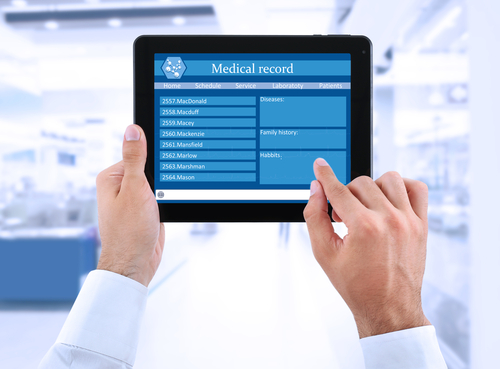 Medical record
Home Schedule Service Laboratoty Patients
2557.MacDonald
2558.Macduff
2559.Macey
2560.Mackenzie
2561.Mansfield
2562.Marlow
2563.Marshman
2564.Mason
Diseases:
Family history:
Habbits: